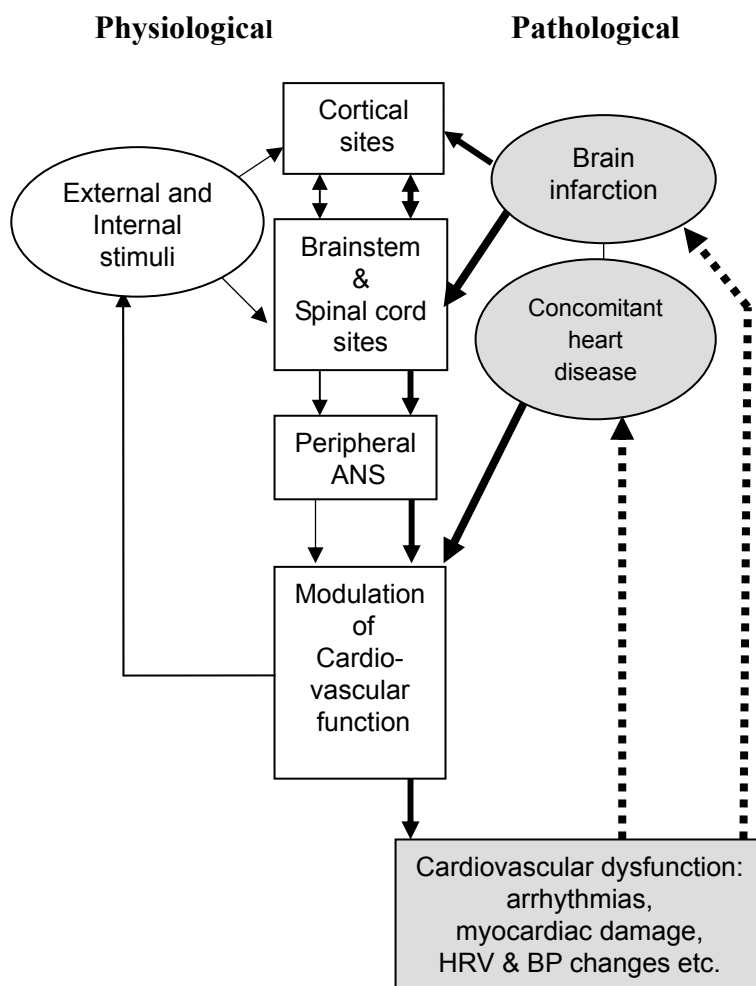 Physiological
Pathological
Cortical
sites
External and
Internal
stimuli
Brain
infarction
Brainstem
&
Spinal cord
sites
Concomitant
heart
disease
Peripheral
ANS
Modulation
of
Cardio-
vascular
function
Cardiovascular dysfunction:
arrhythmias,
myocardiac damage,
HRV & BP changes etc.